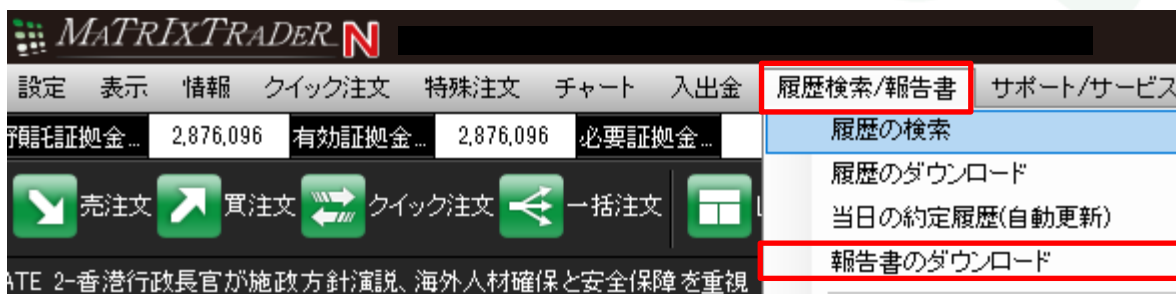 MATRIXTRADER N
設定 表示 情報 クイック注文 特殊注文 チャート 入出金 履歴検索/報告書 サポート/サービス
預託証拠金... 2,876,096 有効証拠金... 2,876,096 必要証拠金...
履歴の検索
履歴のダウンロード
売注文 買注文 クイック注文 一括注文
当日の約定履歴(自動更新)
報告書のダウンロード
ATE 2-香港行政長官が施政方針演説、海外人材確保と安全保障を重視